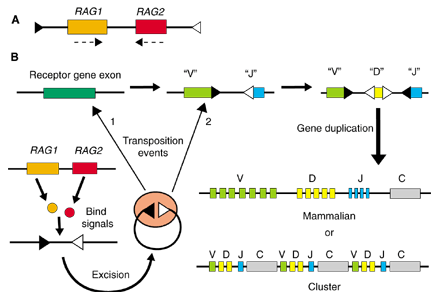 A
RAG1 RAG2
B
Receptor gene exon
"V" "J"
"V" "D" "J"
1
2
Transposition
events
Gene duplication
RAG1 RAG2
Bind
signals
Excision
V D J C
Mammalian
or
V D J C V D J C V D J C
Cluster